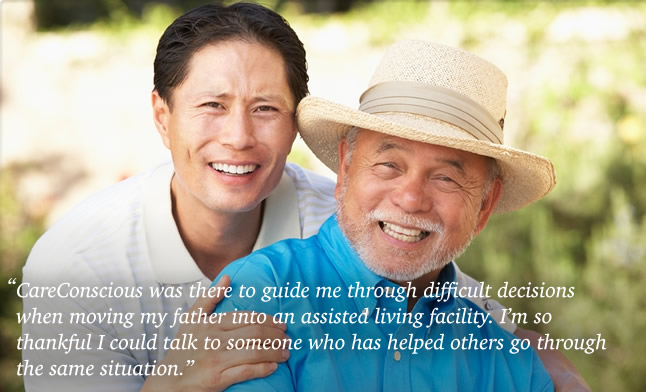 “CareConscious was there to guide me through difficult decisions
when moving my father into an assisted living facility. I’m so
thankful I could talk to someone who has helped others go through
the same situation.”